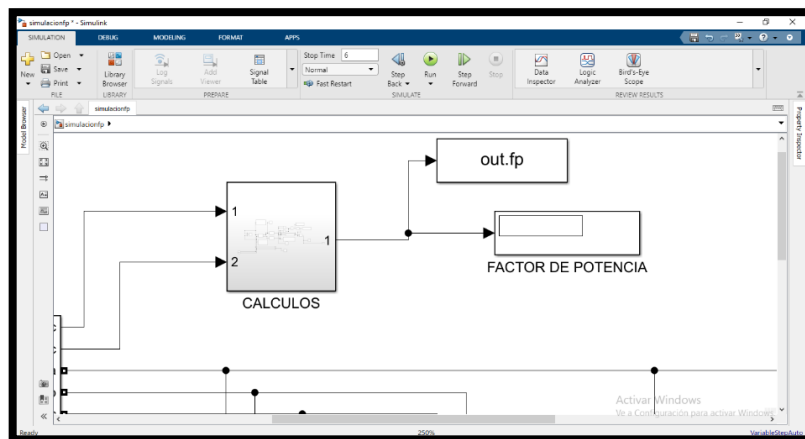 simulacionfp * - Simulink
SIMULATION DEBUG MODELING FORMAT APPS
New
Open
Save
Print
FILE
Library Browser
LIBRARY
Log Signals
Add Viewer
Signal Table
PREPARE
Stop Time 6
Normal
Fast Restart
Step Back
Run
Step Forward
Stop
SIMULATE
Data Inspector
Logic Analyzer
Bird's-Eye Scope
REVIEW RESULTS
Model Browser
simulacionfp
simulacionfp
Property Inspector
out.fp
1
2
1
CALCULOS
FACTOR DE POTENCIA
Activar Windows
Ve a Configuración para activar Windows.
Ready
250%
VariableStepAuto